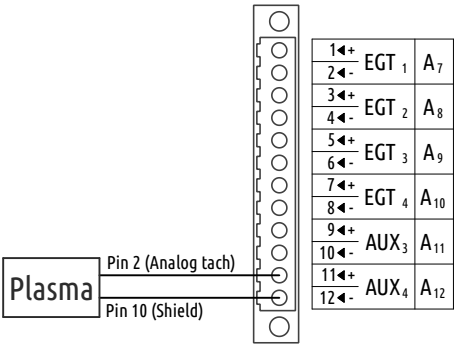 1◄+ EGT 1 A7
2◄-
3◄+ EGT 2 A8
4◄-
5◄+ EGT 3 A9
6◄-
7◄+ EGT 4 A10
8◄-
9◄+ AUX3 A11
10◄-
11◄+ AUX4 A12
12◄-
Pin 2 (Analog tach)
Plasma
Pin 10 (Shield)